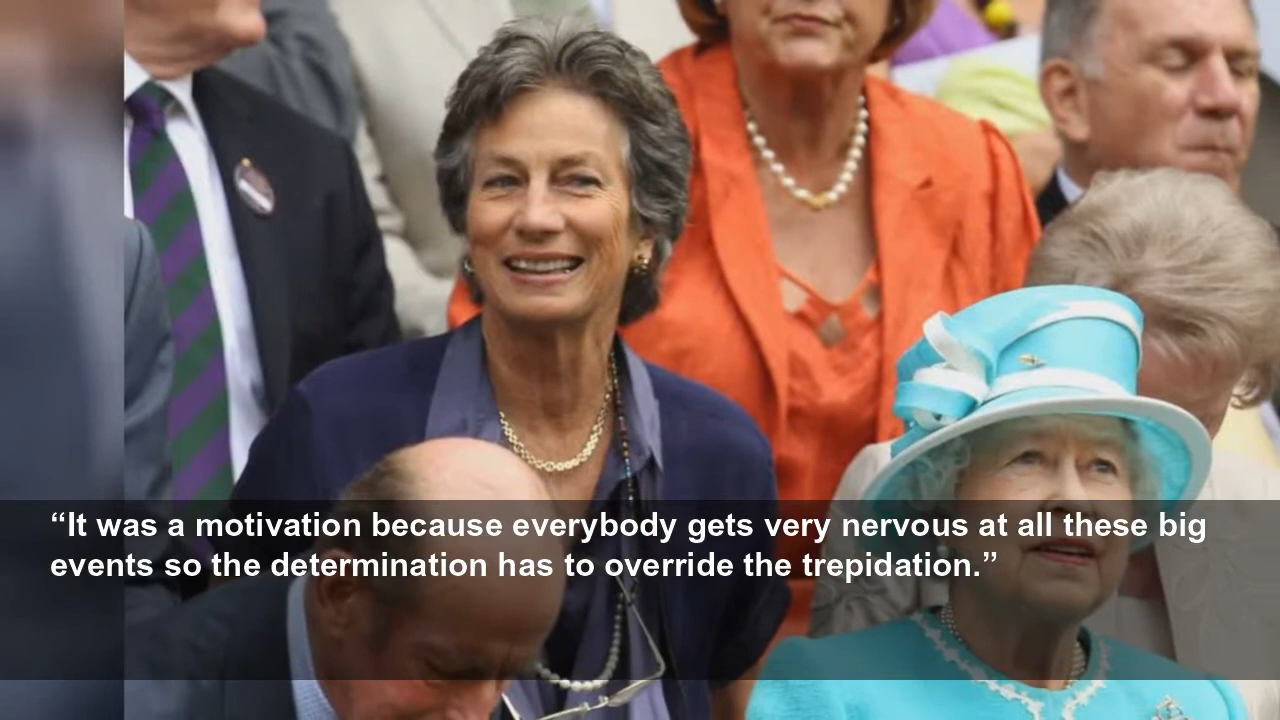 “It was a motivation because everybody gets very nervous at all these big
events so the determination has to override the trepidation.”